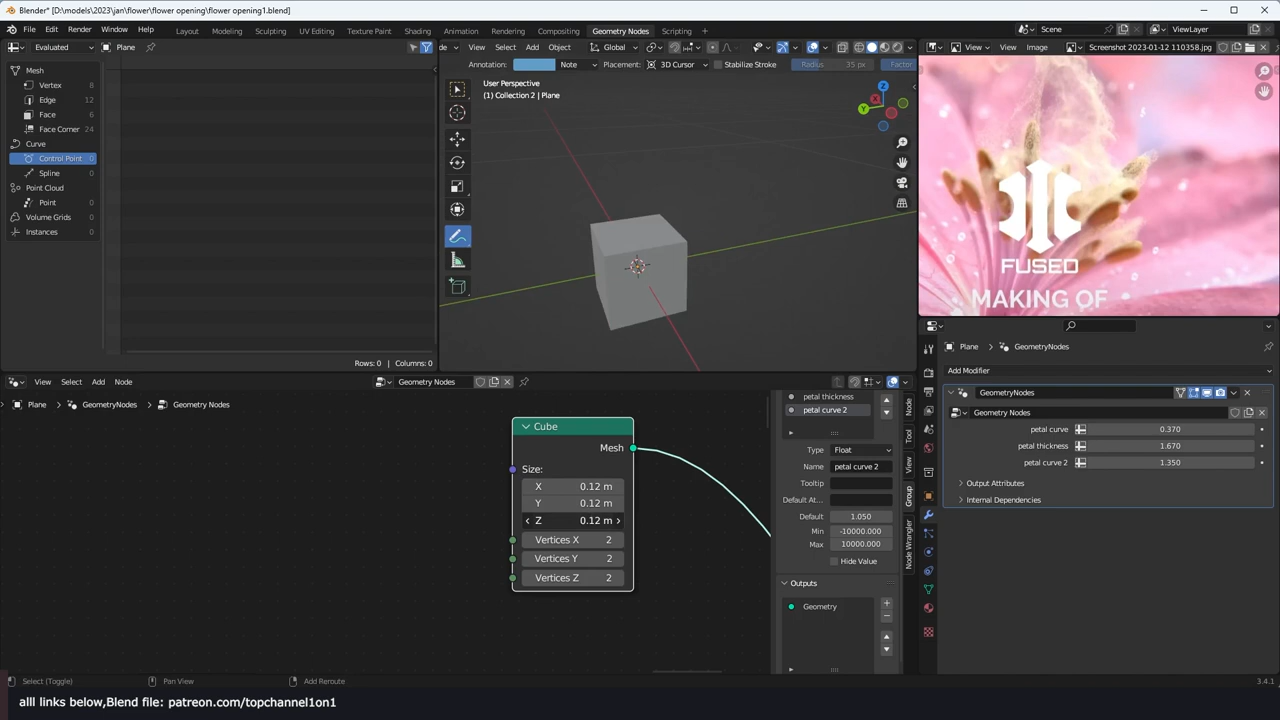 Blender* [D:\models\2023\jan\flower\flower opening\flower opening1.blend]
File Edit Render Window Help Layout Modeling Sculpting UV Editing Texture Paint Shading Animation Rendering Compositing Geometry Nodes Scripting Scene ViewLayer
Evaluated Plane
View Select Add Object Global
View Image Screenshot 2023-01-12 110358.jpg
Annotation: Note Placement: 3D Cursor Stabilize Stroke Radius 35 px Factor
Mesh
Vertex 8
Edge 12
Face 6
Face Corner 24
Curve
Control Point 0
Spline 0
Point Cloud
Point 0
Volume Grids 0
Instances 0
Rows: 0 | Columns: 0
User Perspective
(1) Collection 2 | Plane
Z
Y
X
FUSED
MAKING OF
View Select Add Node Geometry Nodes
Plane GeometryNodes Geometry Nodes
Cube
Mesh
Size:
X 0.12 m
Y 0.12 m
Z 0.12 m
Vertices X 2
Vertices Y 2
Vertices Z 2
petal thickness
petal curve 2
Type Float
Name petal curve 2
Tooltip
Default At...
Default 1.050
Min -10000.000
Max 10000.000
Hide Value
Outputs
Geometry
Node
Tool
View
Group
Node Wrangler
Plane GeometryNodes
Add Modifier
GeometryNodes
Geometry Nodes
petal curve 0.370
petal thickness 1.670
petal curve 2 1.350
Output Attributes
Internal Dependencies
Select (Toggle) Pan View Add Reroute 3.4.1
alll links below,Blend file: patreon.com/topchannel1on1